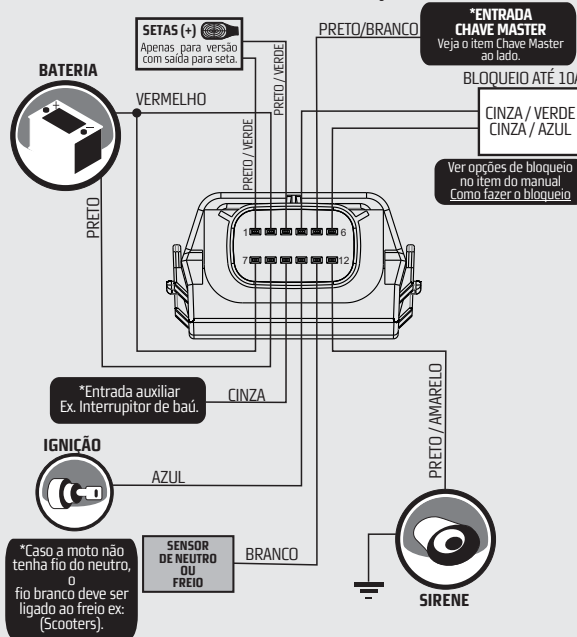 SETAS (+)
Apenas para versão
com saída para seta.
PRETO/BRANCO
*ENTRADA
CHAVE MASTER
Veja o item Chave Master
ao lado.
BATERIA
VERMELHO
PRETO / VERDE
PRETO / VERDE
BLOQUEIO ATÉ 10A
CINZA / VERDE
CINZA / AZUL
Ver opções de bloqueio
no item do manual
Como fazer o bloqueio
PRETO
1
6
7
12
*Entrada auxiliar
Ex. Interrupitor de baú.
CINZA
PRETO / AMARELO
IGNIÇÃO
AZUL
*Caso a moto não
tenha fio do neutro,
o
fio branco deve ser
ligado ao freio ex:
(Scooters).
SENSOR
DE NEUTRO
OU
FREIO
BRANCO
SIRENE